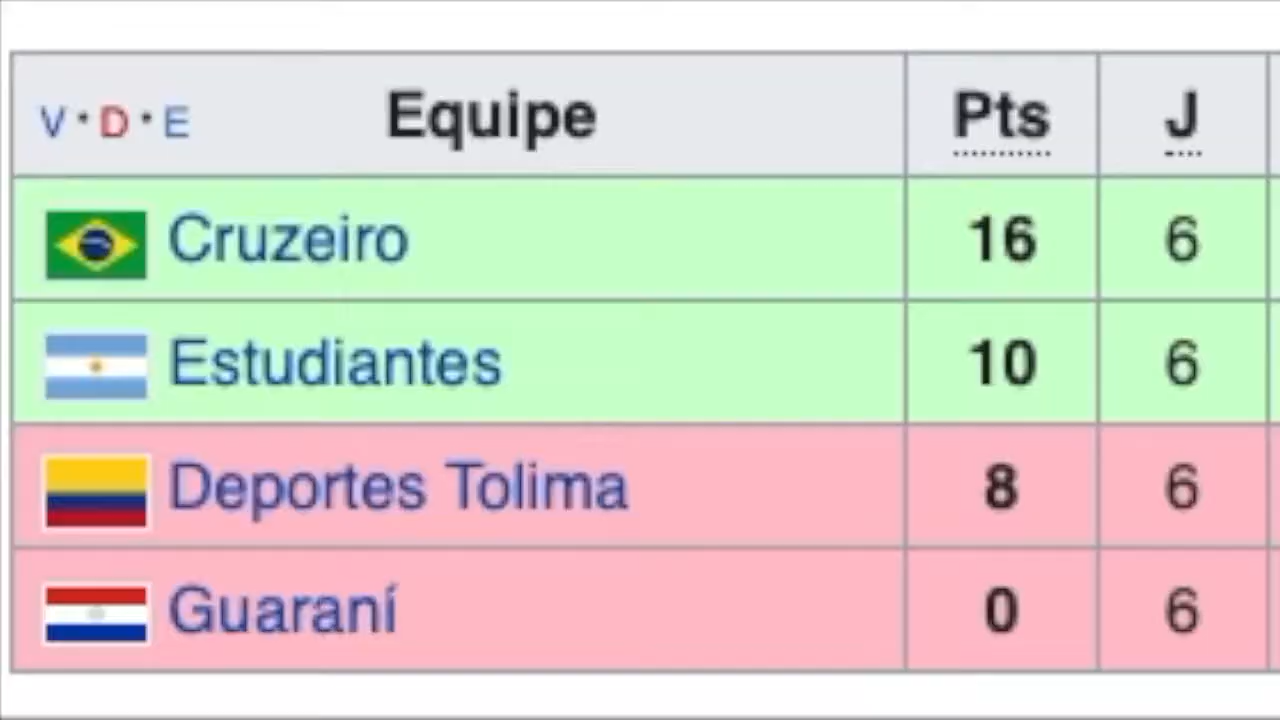 V · D · E Equipe Pts J
Cruzeiro 16 6
Estudiantes 10 6
Deportes Tolima 8 6
Guaraní 0 6